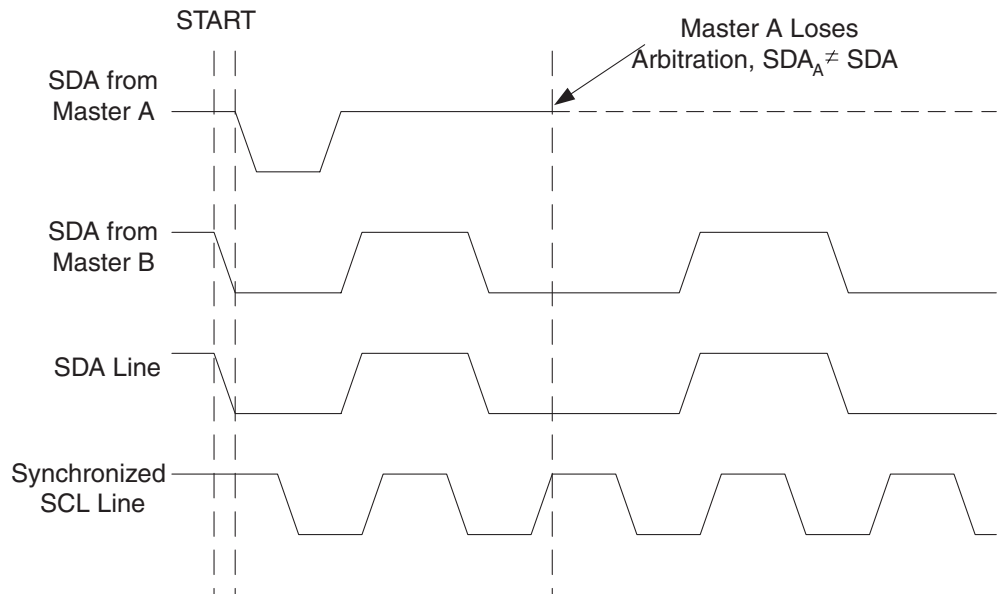 START
Master A Loses
Arbitration, SDA_A ≠ SDA
SDA from
Master A
SDA from
Master B
SDA Line
Synchronized
SCL Line